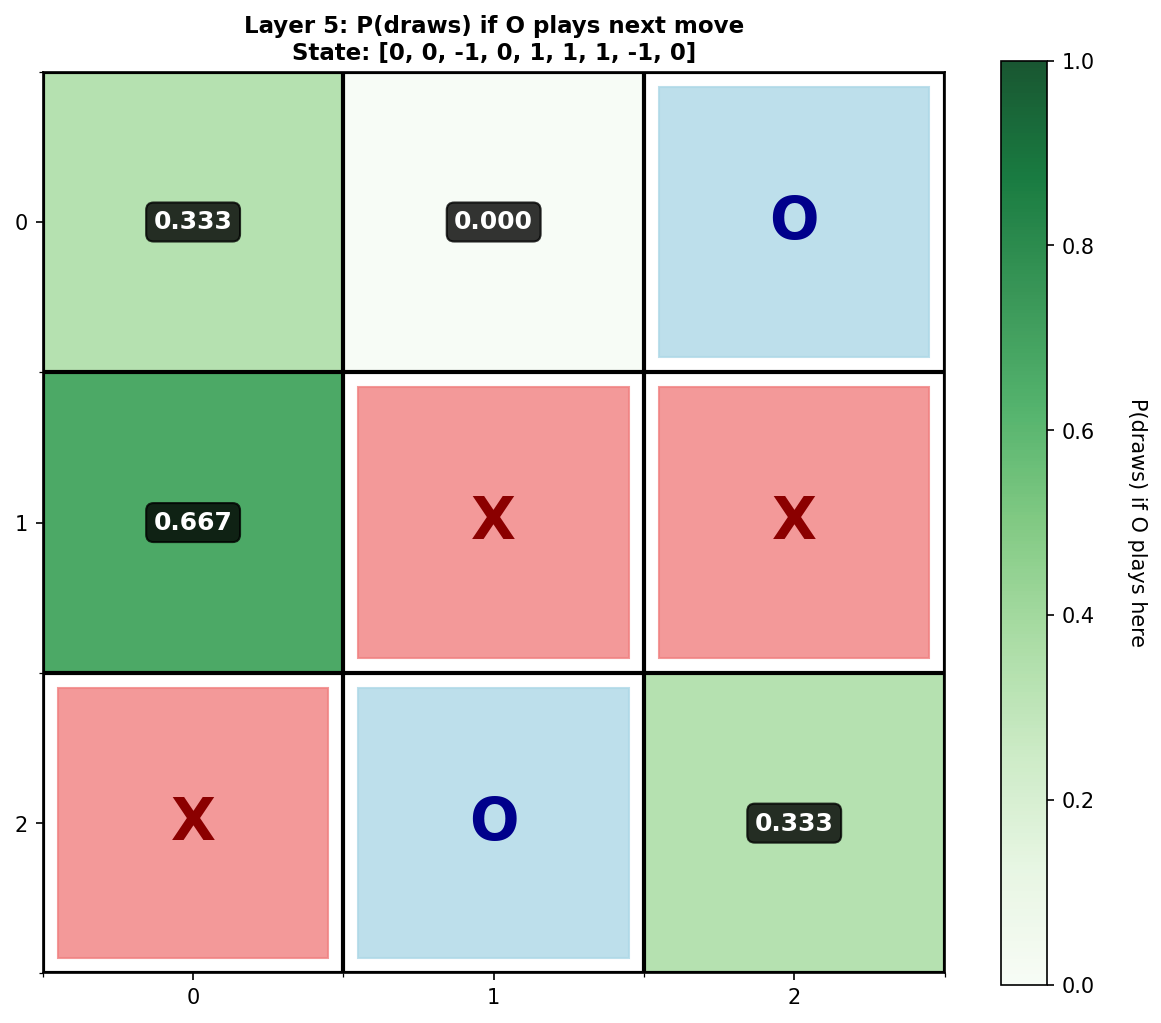 Layer 5: P(draws) if O plays next move
State: [0, 0, -1, 0, 1, 1, 1, -1, 0]
0
0.333
0.000
O
1
0.667
X
X
2
X
O
0.333
0
1
2
1.0
0.8
0.6
0.4
0.2
0.0
P(draws) if O plays here